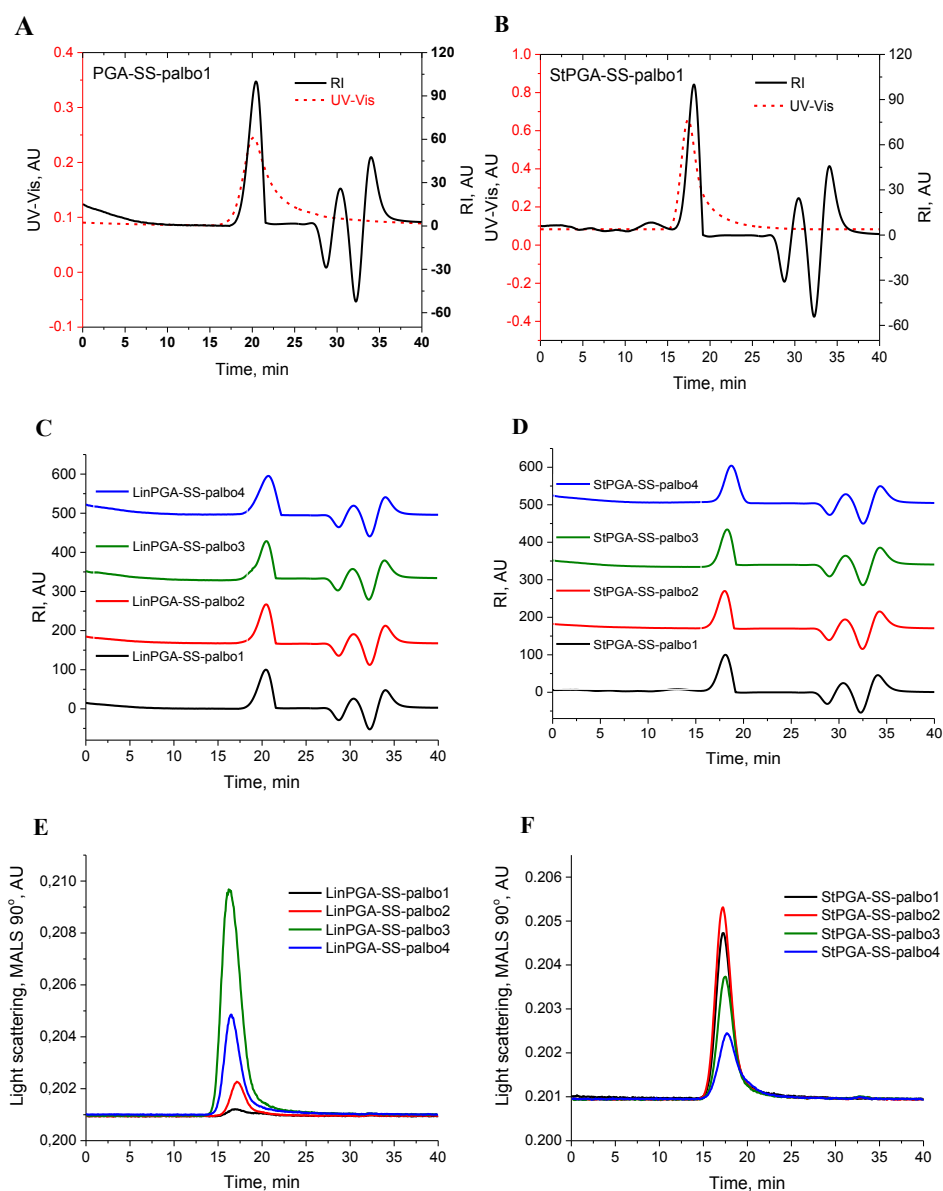 A
PGA-SS-palbo1
RI
UV-Vis
UV-Vis, AU
0.4
0.3
0.2
0.1
0.0
-0.1
120
90
60
30
0
-30
-60
RI, AU
0 5 10 15 20 25 30 35 40
Time, min
B
StPGA-SS-palbo1
RI
UV-Vis
UV-Vis, AU
1.0
0.8
0.6
0.4
0.2
0.0
-0.2
-0.4
120
90
60
30
0
-30
-60
RI, AU
0 5 10 15 20 25 30 35 40
Time, min
C
RI, AU
600
500
400
300
200
100
0
LinPGA-SS-palbo4
LinPGA-SS-palbo3
LinPGA-SS-palbo2
LinPGA-SS-palbo1
0 5 10 15 20 25 30 35 40
Time, min
D
RI, AU
600
500
400
300
200
100
0
StPGA-SS-palbo4
StPGA-SS-palbo3
StPGA-SS-palbo2
StPGA-SS-palbo1
0 5 10 15 20 25 30 35 40
Time, min
E
Light scattering, MALS 90°, AU
0,210
0,208
0,206
0,204
0,202
0,200
LinPGA-SS-palbo1
LinPGA-SS-palbo2
LinPGA-SS-palbo3
LinPGA-SS-palbo4
0 5 10 15 20 25 30 35 40
Time, min
F
Light scattering, MALS 90°, AU
0.206
0.205
0.204
0.202
0.201
0.200
StPGA-SS-palbo1
StPGA-SS-palbo2
StPGA-SS-palbo3
StPGA-SS-palbo4
0 5 10 15 20 25 30 35 40
Time, min